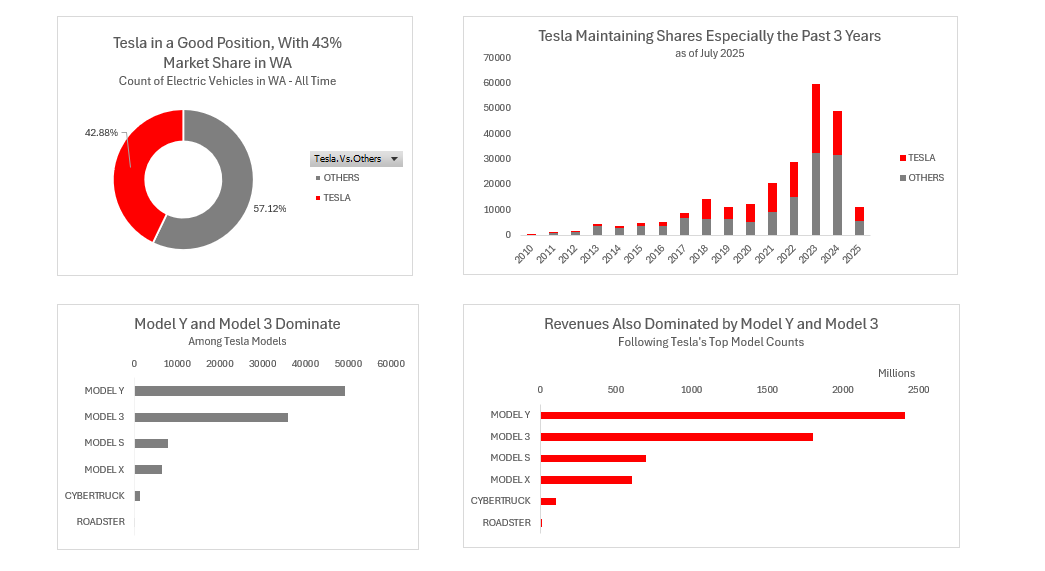 Tesla in a Good Position, With 43%
Market Share in WA
Count of Electric Vehicles in WA - All Time
42.88%
57.12%
Tesla.Vs.Others
OTHERS
TESLA
Tesla Maintaining Shares Especially the Past 3 Years
as of July 2025
70000
60000
50000
40000
30000
20000
10000
0
2010
2011
2012
2013
2014
2015
2016
2017
2018
2019
2020
2021
2022
2023
2024
2025
TESLA
OTHERS
Model Y and Model 3 Dominate
Among Tesla Models
0 10000 20000 30000 40000 50000 60000
MODEL Y
MODEL 3
MODEL S
MODEL X
CYBERTRUCK
ROADSTER
Revenues Also Dominated by Model Y and Model 3
Following Tesla's Top Model Counts
Millions
0 500 1000 1500 2000 2500
MODEL Y
MODEL 3
MODEL S
MODEL X
CYBERTRUCK
ROADSTER